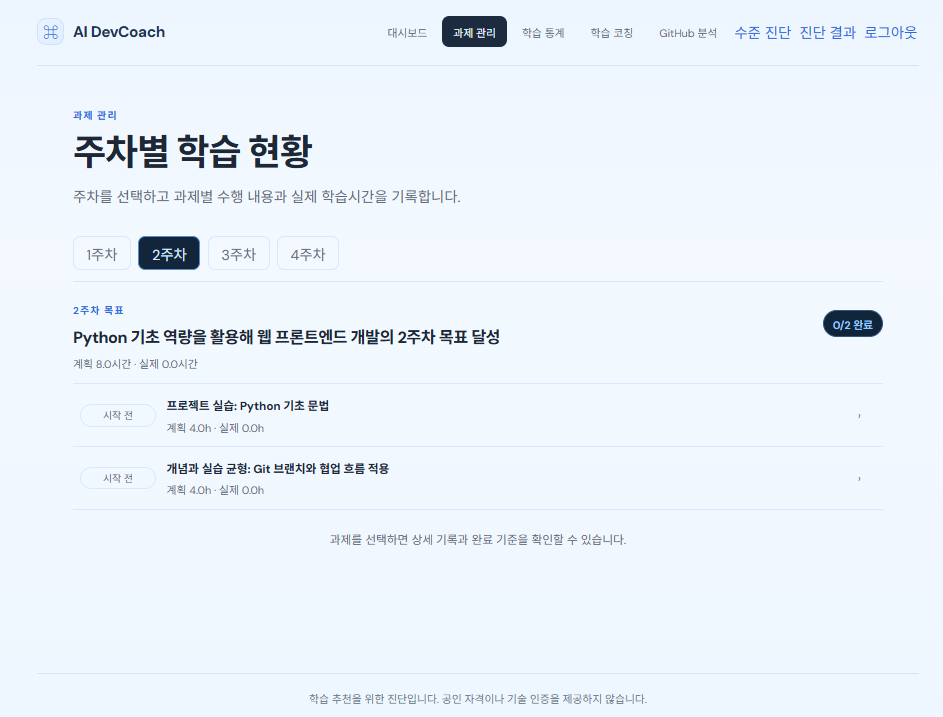 AI DevCoach
대시보드 과제 관리 학습 통계 학습 코칭 GitHub 분석 수준 진단 진단 결과 로그아웃
과제 관리
주차별 학습 현황
주차를 선택하고 과제별 수행 내용과 실제 학습시간을 기록합니다.
1주차 2주차 3주차 4주차
2주차 목표
Python 기초 역량을 활용해 웹 프론트엔드 개발의 2주차 목표 달성
0/2 완료
계획 8.0시간 · 실제 0.0시간
시작 전
프로젝트 실습: Python 기초 문법
계획 4.0h · 실제 0.0h
시작 전
개념과 실습 균형: Git 브랜치와 협업 흐름 적용
계획 4.0h · 실제 0.0h
과제를 선택하면 상세 기록과 완료 기준을 확인할 수 있습니다.
학습 추천을 위한 진단입니다. 공인 자격이나 기술 인증을 제공하지 않습니다.